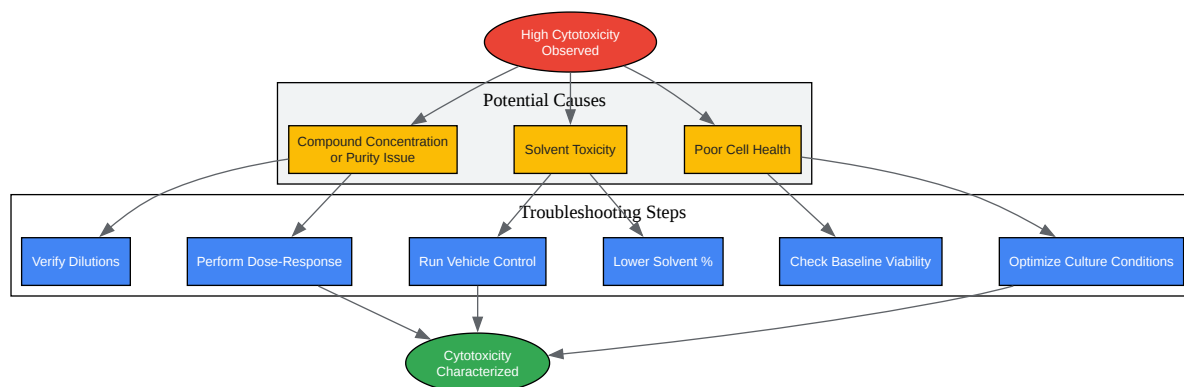 High Cytotoxicity
Observed
Potential Causes
Compound Concentration
or Purity Issue
Solvent Toxicity
Poor Cell Health
Troubleshooting Steps
Verify Dilutions
Perform Dose-Response
Run Vehicle Control
Lower Solvent %
Check Baseline Viability
Optimize Culture Conditions
Cytotoxicity
Characterized